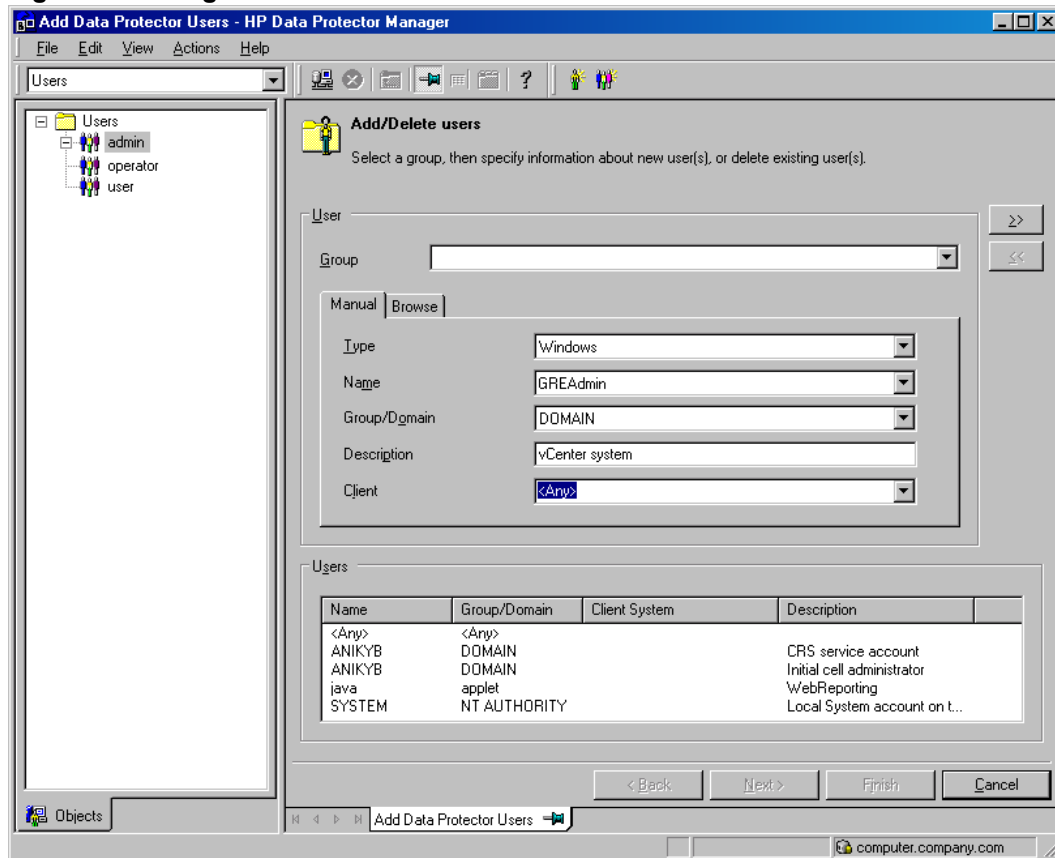 Add Data Protector Users - HP Data Protector Manager
File Edit View Actions Help
Users
Users
admin
operator
user
Add/Delete users
Select a group, then specify information about new user(s), or delete existing user(s).
User
>>
Group
<<
Manual Browse
Type Windows
Name GREAdmin
Group/Domain DOMAIN
Description vCenter system
Client <Any>
Users
Name Group/Domain Client System Description
<Any> <Any>
ANIKYB DOMAIN CRS service account
ANIKYB DOMAIN Initial cell administrator
java applet WebReporting
SYSTEM NT AUTHORITY Local System account on t...
< Back Next > Finish Cancel
Objects
Add Data Protector Users
computer.company.com